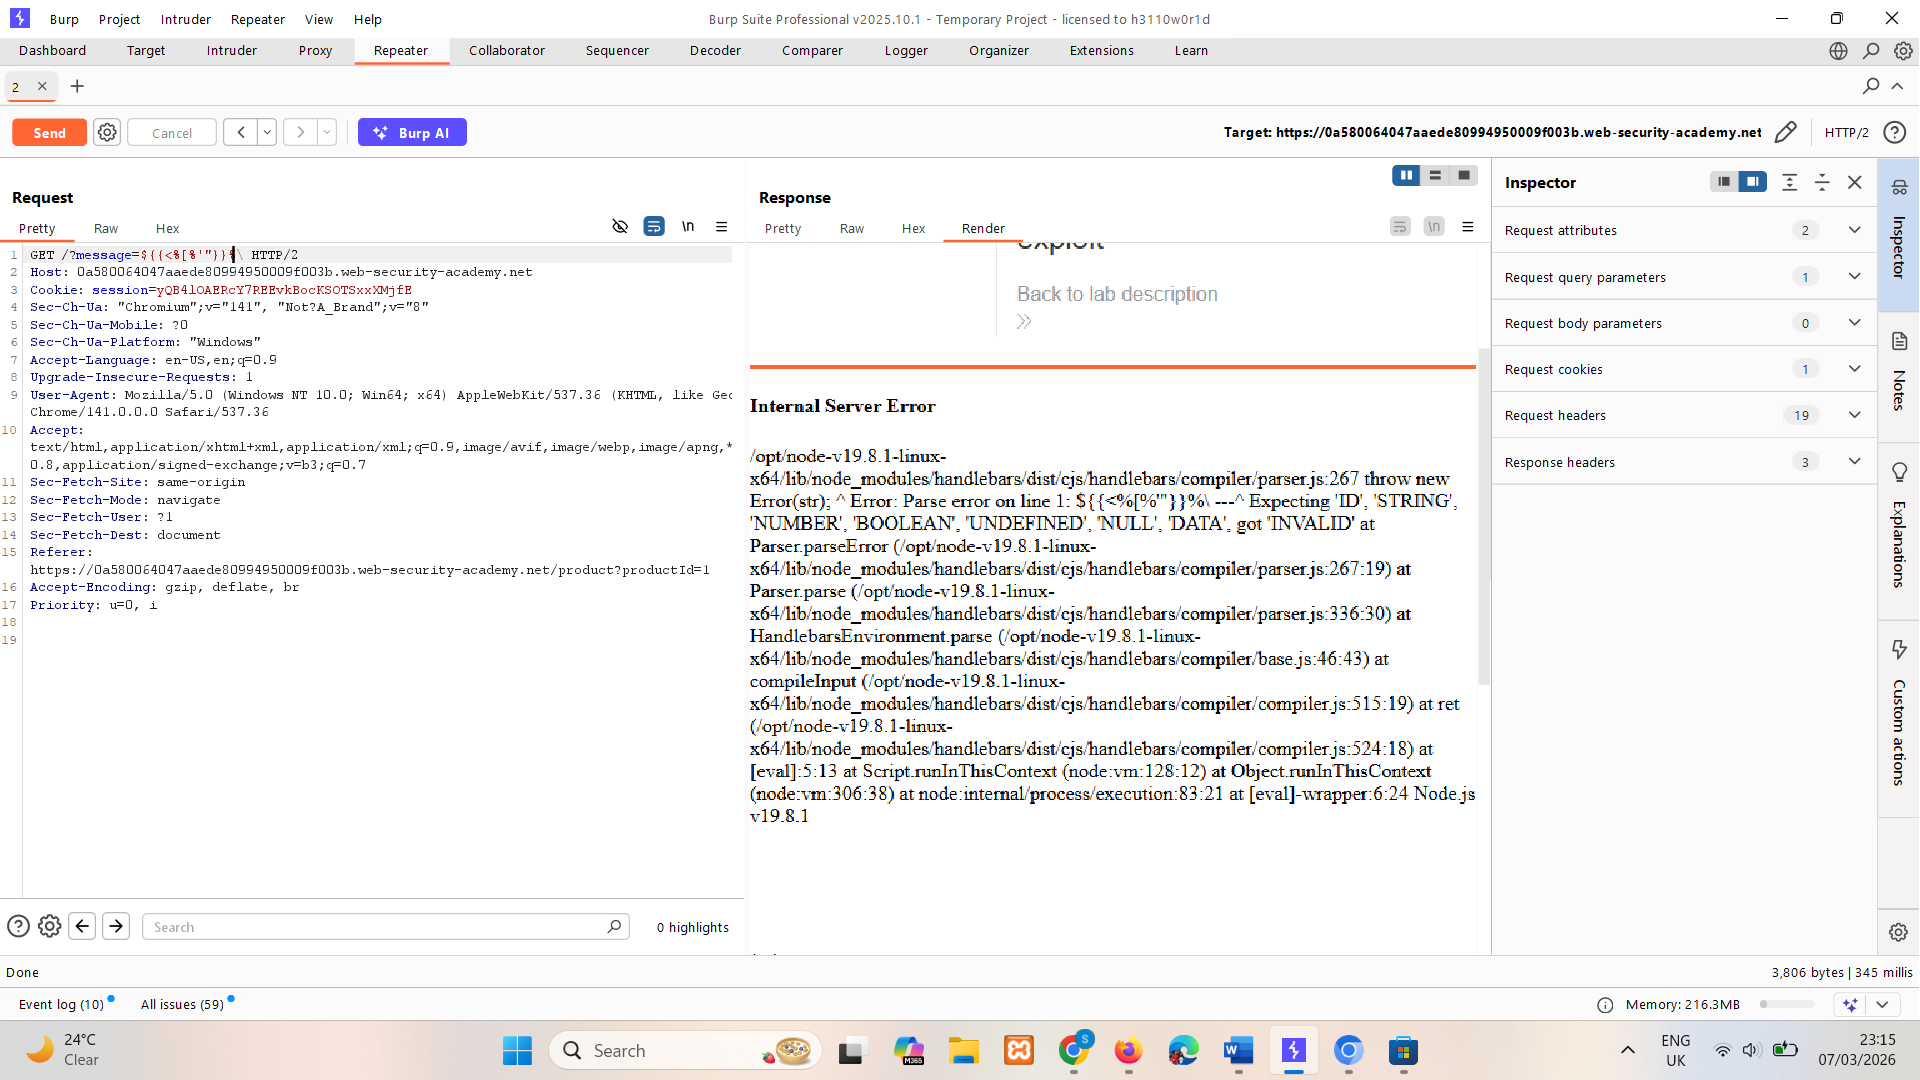 Burp Project Intruder Repeater View Help
Burp Suite Professional v2025.10.1 - Temporary Project - licensed to h3110w0r1d
Dashboard Target Intruder Proxy Repeater Collaborator Sequencer Decoder Comparer Logger Organizer Extensions Learn
2
Send Cancel Burp AI
Target: https://0a580064047aaede80994950009f003b.web-security-academy.net HTTP/2
Request
Pretty Raw Hex \n
1 GET /?message=${{<%[%'"}}%\ HTTP/2
2 Host: 0a580064047aaede80994950009f003b.web-security-academy.net
3 Cookie: session=yQB4lOAERcY7REEvkBocKSOTSxxXMjfE
4 Sec-Ch-Ua: "Chromium";v="141", "Not?A_Brand";v="8"
5 Sec-Ch-Ua-Mobile: ?0
6 Sec-Ch-Ua-Platform: "Windows"
7 Accept-Language: en-US,en;q=0.9
8 Upgrade-Insecure-Requests: 1
9 User-Agent: Mozilla/5.0 (Windows NT 10.0; Win64; x64) AppleWebKit/537.36 (KHTML, like Gec
Chrome/141.0.0.0 Safari/537.36
10 Accept:
text/html,application/xhtml+xml,application/xml;q=0.9,image/avif,image/webp,image/apng,*
0.8,application/signed-exchange;v=b3;q=0.7
11 Sec-Fetch-Site: same-origin
12 Sec-Fetch-Mode: navigate
13 Sec-Fetch-User: ?1
14 Sec-Fetch-Dest: document
15 Referer:
https://0a580064047aaede80994950009f003b.web-security-academy.net/product?productId=1
16 Accept-Encoding: gzip, deflate, br
17 Priority: u=0, i
18
19
Search
0 highlights
Response
Pretty Raw Hex Render \n
exploit
Back to lab description
Internal Server Error
/opt/node-v19.8.1-linux-
x64/lib/node_modules/handlebars/dist/cjs/handlebars/compiler/parser.js:267 throw new
Error(str); ^ Error: Parse error on line 1: ${{<%[%'"}}%\ ---^ Expecting 'ID', 'STRING',
'NUMBER', 'BOOLEAN', 'UNDEFINED', 'NULL', 'DATA', got 'INVALID' at
Parser.parseError (/opt/node-v19.8.1-linux-
x64/lib/node_modules/handlebars/dist/cjs/handlebars/compiler/parser.js:267:19) at
Parser.parse (/opt/node-v19.8.1-linux-
x64/lib/node_modules/handlebars/dist/cjs/handlebars/compiler/parser.js:336:30) at
HandlebarsEnvironment.parse (/opt/node-v19.8.1-linux-
x64/lib/node_modules/handlebars/dist/cjs/handlebars/compiler/base.js:46:43) at
compileInput (/opt/node-v19.8.1-linux-
x64/lib/node_modules/handlebars/dist/cjs/handlebars/compiler/compiler.js:515:19) at ret
(/opt/node-v19.8.1-linux-
x64/lib/node_modules/handlebars/dist/cjs/handlebars/compiler/compiler.js:524:18) at
[eval]:5:13 at Script.runInThisContext (node:vm:128:12) at Object.runInThisContext
(node:vm:306:38) at node:internal/process/execution:83:21 at [eval]-wrapper:6:24 Node.js
v19.8.1
Inspector
Request attributes 2
Request query parameters 1
Request body parameters 0
Request cookies 1
Request headers 19
Response headers 3
Inspector
Notes
Explanations
Custom actions
Done
3,806 bytes | 345 millis
Event log (10) All issues (59)
Memory: 216.3MB
24°C
Clear
Search
M365
S
W
ENG
UK
23:15
07/03/2026